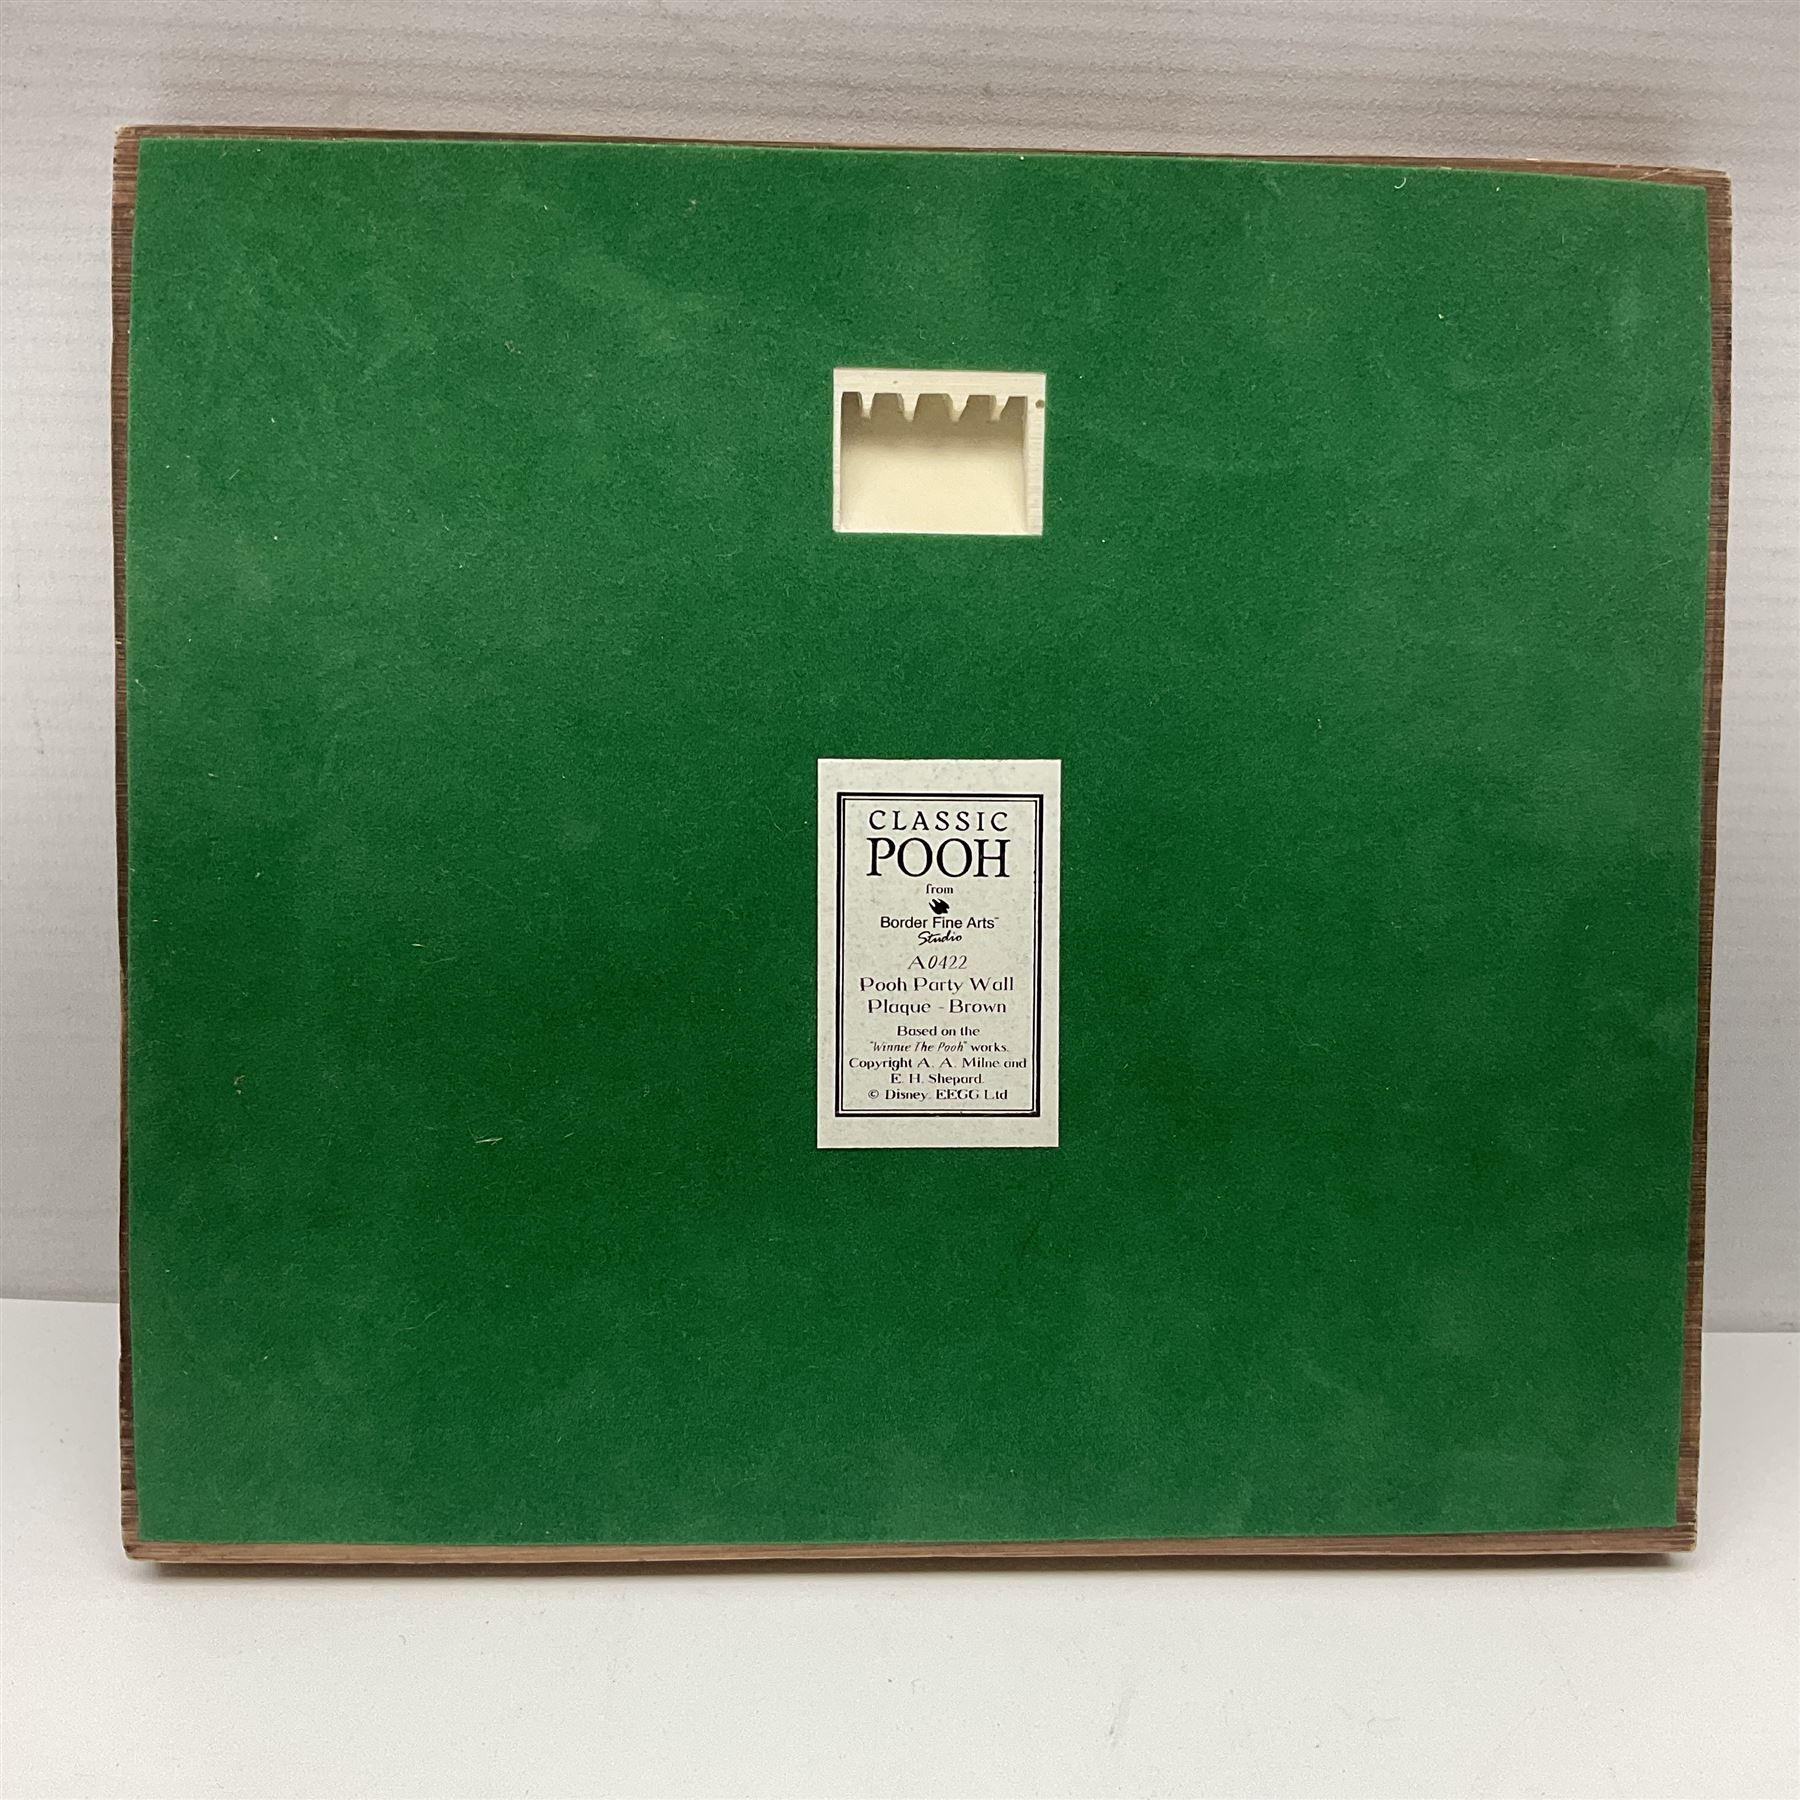 CLASSIC
POOH
from
Border Fine Arts™
Studio
A0422
Pooh Party Wall
Plaque - Brown
Based on the
"Winnie The Pooh" works.
Copyright A. A. Milne and
E. H. Shepard.
© Disney. EEGG Ltd